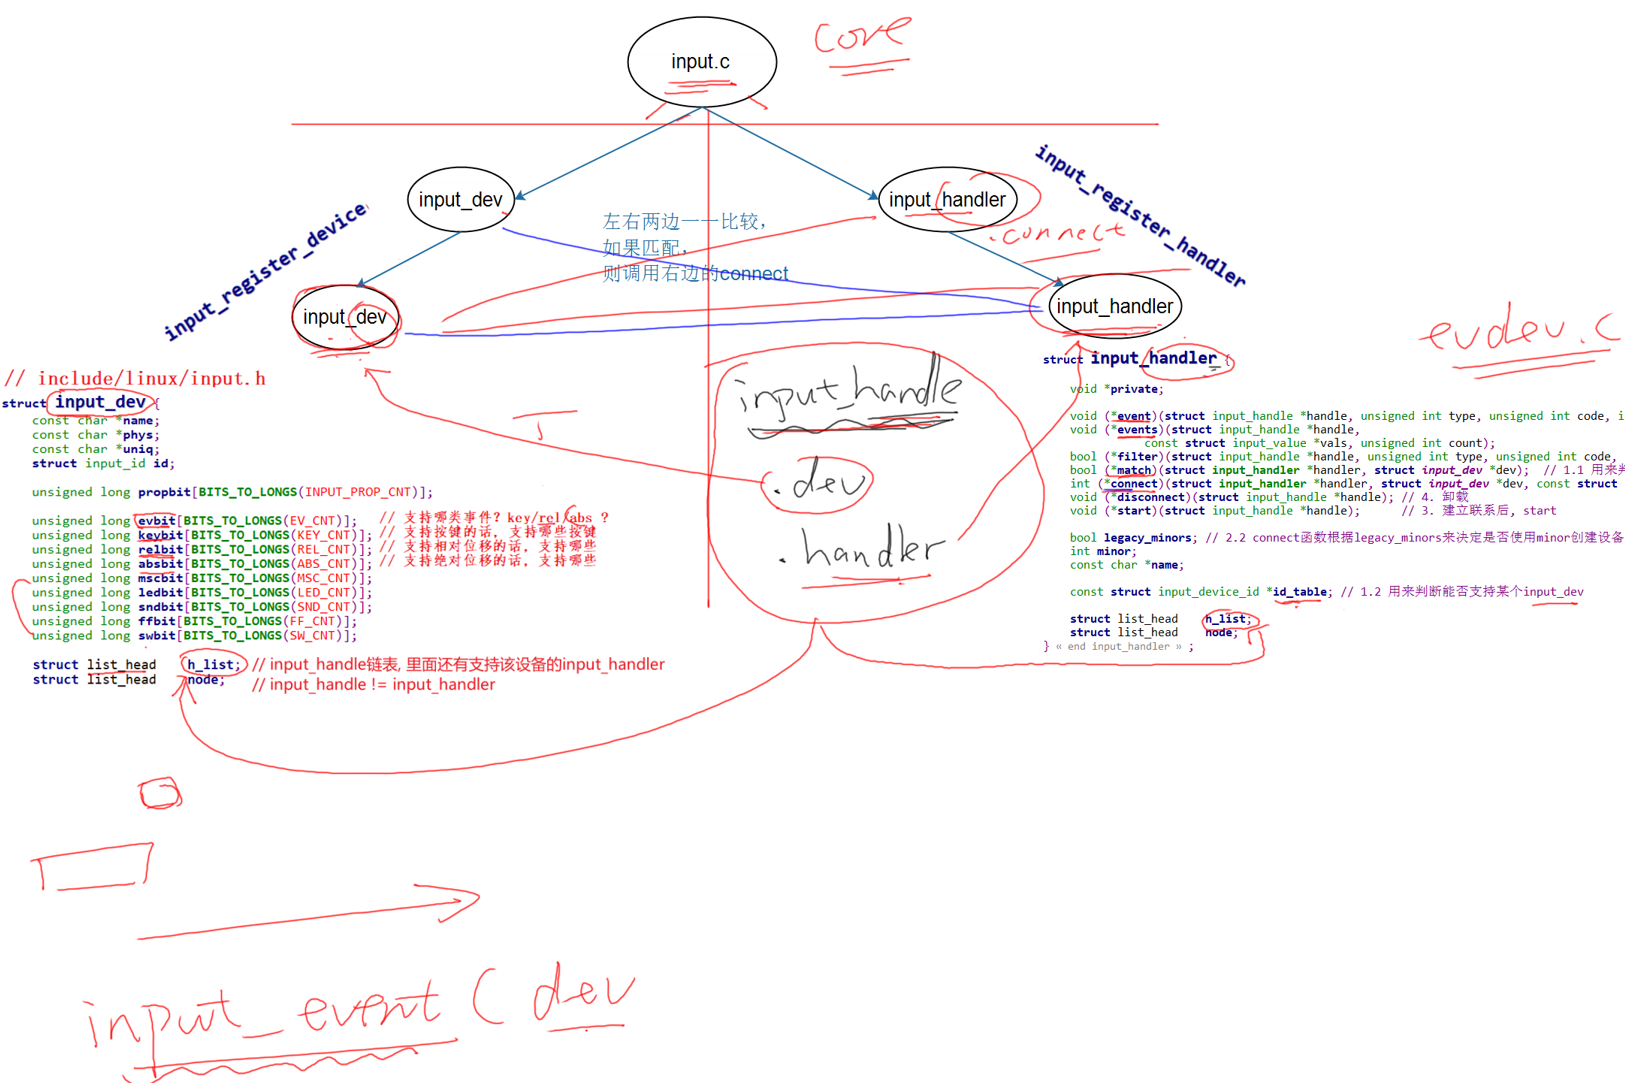 input.c
core
input_dev
input_handler
input_register_device
input_register_handler
左右两边一一比较，
如果匹配，
则调用右边的connect
.connect
input_dev
input_handler
evdev.c
// include/linux/input.h
struct input_dev {
const char *name;
const char *phys;
const char *uniq;
struct input_id id;
unsigned long propbit[BITS_TO_LONGS(INPUT_PROP_CNT)];
unsigned long evbit[BITS_TO_LONGS(EV_CNT)]; // 支持哪类事件? key/rel/abs ?
unsigned long keybit[BITS_TO_LONGS(KEY_CNT)]; // 支持按键的话, 支持哪些按键
unsigned long relbit[BITS_TO_LONGS(REL_CNT)]; // 支持相对位移的话, 支持哪些
unsigned long absbit[BITS_TO_LONGS(ABS_CNT)]; // 支持绝对位移的话, 支持哪些
unsigned long mscbit[BITS_TO_LONGS(MSC_CNT)];
unsigned long ledbit[BITS_TO_LONGS(LED_CNT)];
unsigned long sndbit[BITS_TO_LONGS(SND_CNT)];
unsigned long ffbit[BITS_TO_LONGS(FF_CNT)];
unsigned long swbit[BITS_TO_LONGS(SW_CNT)];
struct list_head h_list; // input_handle链表, 里面还有支持该设备的input_handler
struct list_head node; // input_handle != input_handler
input_handle
.dev
.handler
struct input_handler {
void *private;
void (*event)(struct input_handle *handle, unsigned int type, unsigned int code, i
void (*events)(struct input_handle *handle,
const struct input_value *vals, unsigned int count);
bool (*filter)(struct input_handle *handle, unsigned int type, unsigned int code,
bool (*match)(struct input_handler *handler, struct input_dev *dev); // 1.1 用来
int (*connect)(struct input_handler *handler, struct input_dev *dev, const struct
void (*disconnect)(struct input_handle *handle); // 4. 卸载
void (*start)(struct input_handle *handle); // 3. 建立联系后, start
bool legacy_minors; // 2.2 connect函数根据legacy_minors来决定是否使用minor创建设备
int minor;
const char *name;
const struct input_device_id *id_table; // 1.2 用来判断能否支持某个input_dev
struct list_head h_list;
struct list_head node;
} « end input_handler » ;
input_event ( dev